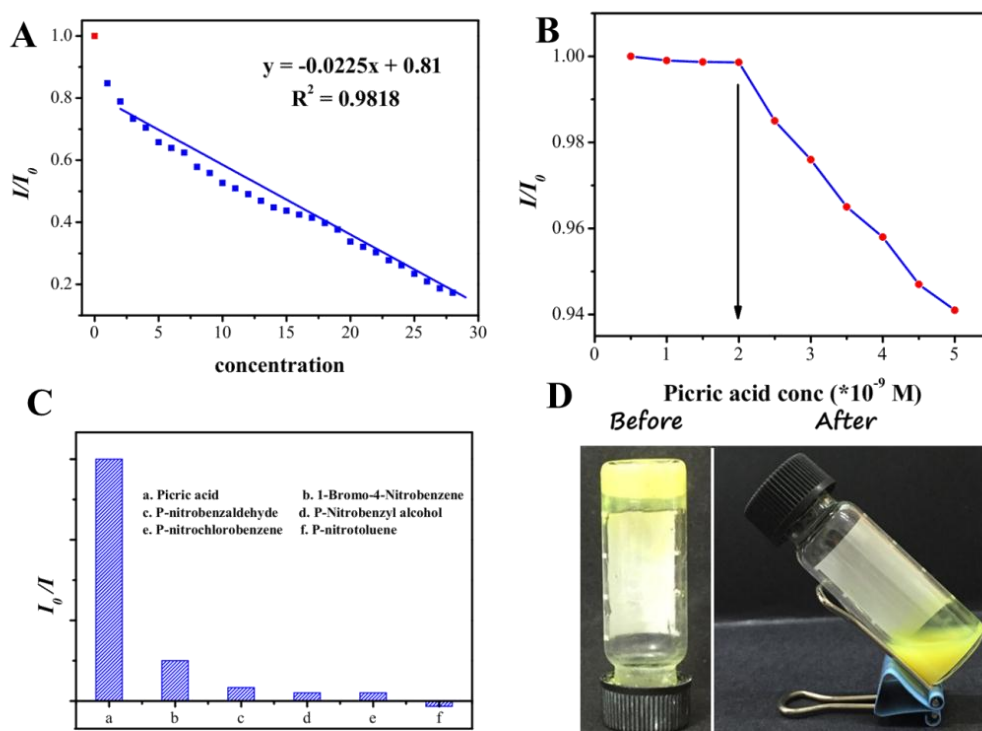 A
y = -0.0225x + 0.81
R² = 0.9818
I/I₀
1.0
0.8
0.6
0.4
0.2
0 5 10 15 20 25 30
concentration
B
I/I₀
1.00
0.98
0.96
0.94
0 1 2 3 4 5
Picric acid conc (*10⁻⁹ M)
C
I₀/I
a. Picric acid b. 1-Bromo-4-Nitrobenzene
c. P-nitrobenzaldehyde d. P-Nitrobenzyl alcohol
e. P-nitrochlorobenzene f. P-nitrotoluene
a b c d e f
D
Before After